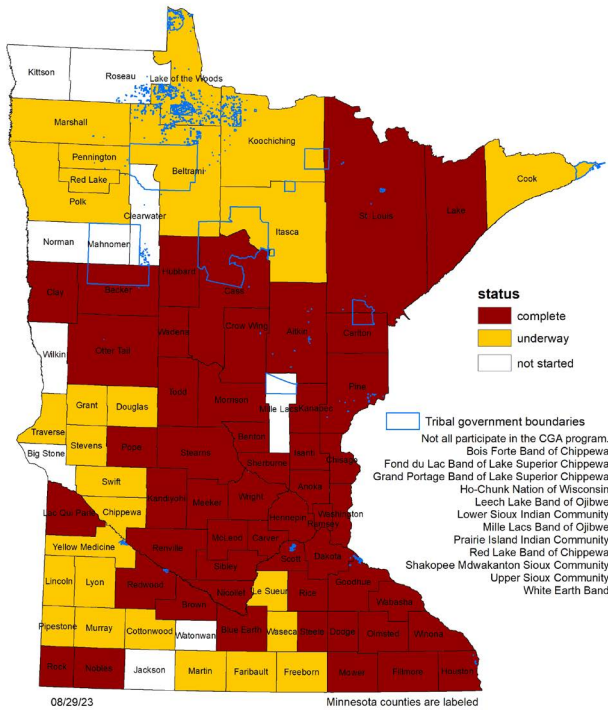 Kittson
Roseau
Lake of the Woods
Marshall
Koochiching
Pennington
Beltrami
Red Lake
Cook
Polk
Clearwater
Lake
St. Louis
Itasca
Norman
Mahnomen
Hubbard
Cass
Clay
Becker
Crow Wing
Aitkin
Carlton
Wadena
Otter Tail
Wilkin
Pine
Todd
Morrison
Mille Lacs
Kanabec
Grant
Douglas
Traverse
Stevens
Pope
Stearns
Benton
Isanti
Chisago
Big Stone
Sherburne
Swift
Anoka
Kandiyohi
Meeker
Wright
Washington
Lac Qui Parle
Chippewa
Hennepin
Ramsey
McLeod
Carver
Yellow Medicine
Renville
Scott
Dakota
Sibley
Goodhue
Lincoln
Lyon
Redwood
Nicollet
Le Sueur
Rice
Wabasha
Brown
Pipestone
Murray
Cottonwood
Watonwan
Blue Earth
Waseca
Steele
Dodge
Olmsted
Winona
Rock
Nobles
Jackson
Martin
Faribault
Freeborn
Mower
Fillmore
Houston
status
complete
underway
not started
Tribal government boundaries
Not all participate in the CGA program.
Bois Forte Band of Chippewa
Fond du Lac Band of Lake Superior Chippewa
Grand Portage Band of Lake Superior Chippewa
Ho-Chunk Nation of Wisconsin
Leech Lake Band of Ojibwe
Lower Sioux Indian Community
Mille Lacs Band of Ojibwe
Prairie Island Indian Community
Red Lake Band of Chippewa
Shakopee Mdwakanton Sioux Community
Upper Sioux Community
White Earth Band
08/29/23
Minnesota counties are labeled